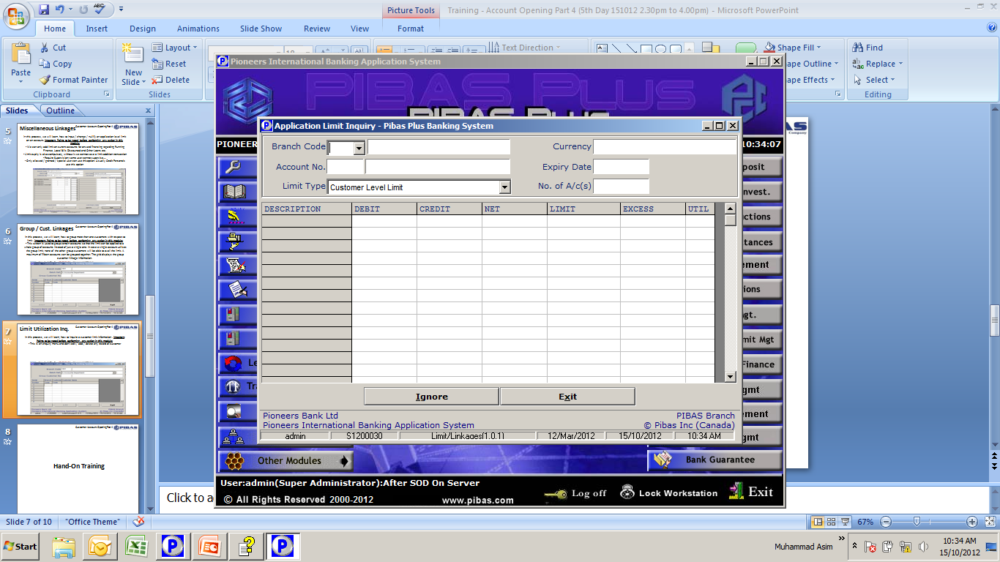 ABC
Picture Tools
Training - Account Opening Part 4 (5th Day 151012 2.30pm to 4.00pm) - Microsoft PowerPoint
Home Insert Design Animations Slide Show Review View Format
Paste
Cut
Copy
Format Painter
Clipboard
New Slide
Layout
Reset
Delete
Slides
Text Direction
Shape Fill
hape Outline
hape Effects
Find
Replace
Select
Editing
Slides Outline
5
Miscellaneous Linkages
6
Group / Cust. Linkages
7
Limit Utilization Inq.
8
Hand-On Training
Pioneers International Banking Application System
PIBAS PLUS
PIBAS PLUS
PIONEER
10:34:07
Application Limit Inquiry - Pibas Plus Banking System
Branch Code
Currency
Account No.
Expiry Date
Limit Type Customer Level Limit
No. of A/c(s)
DESCRIPTION DEBIT CREDIT NET LIMIT EXCESS UTIL
Ignore Exit
Pioneers Bank Ltd PIBAS Branch
Pioneers International Banking Application System © Pibas Inc (Canada)
admin S1200030 Limit/Linkages(1.0.1) 12/Mar/2012 15/10/2012 10:34 AM
posit
nvest.
ctions
tances
ement
ions
gt.
mit Mgt
Finance
gmt
ement
gmt
Le
Tr
Other Modules
Bank Guarantee
User:admin(Super Administrator):After SOD On Server
© All Rights Reserved 2000-2012
www.pibas.com
Log off
Lock Workstation
Exit
Company
Click to a
Slide 7 of 10 "Office Theme" 67%
Start
Muhammad Asim
10:34 AM
15/10/2012